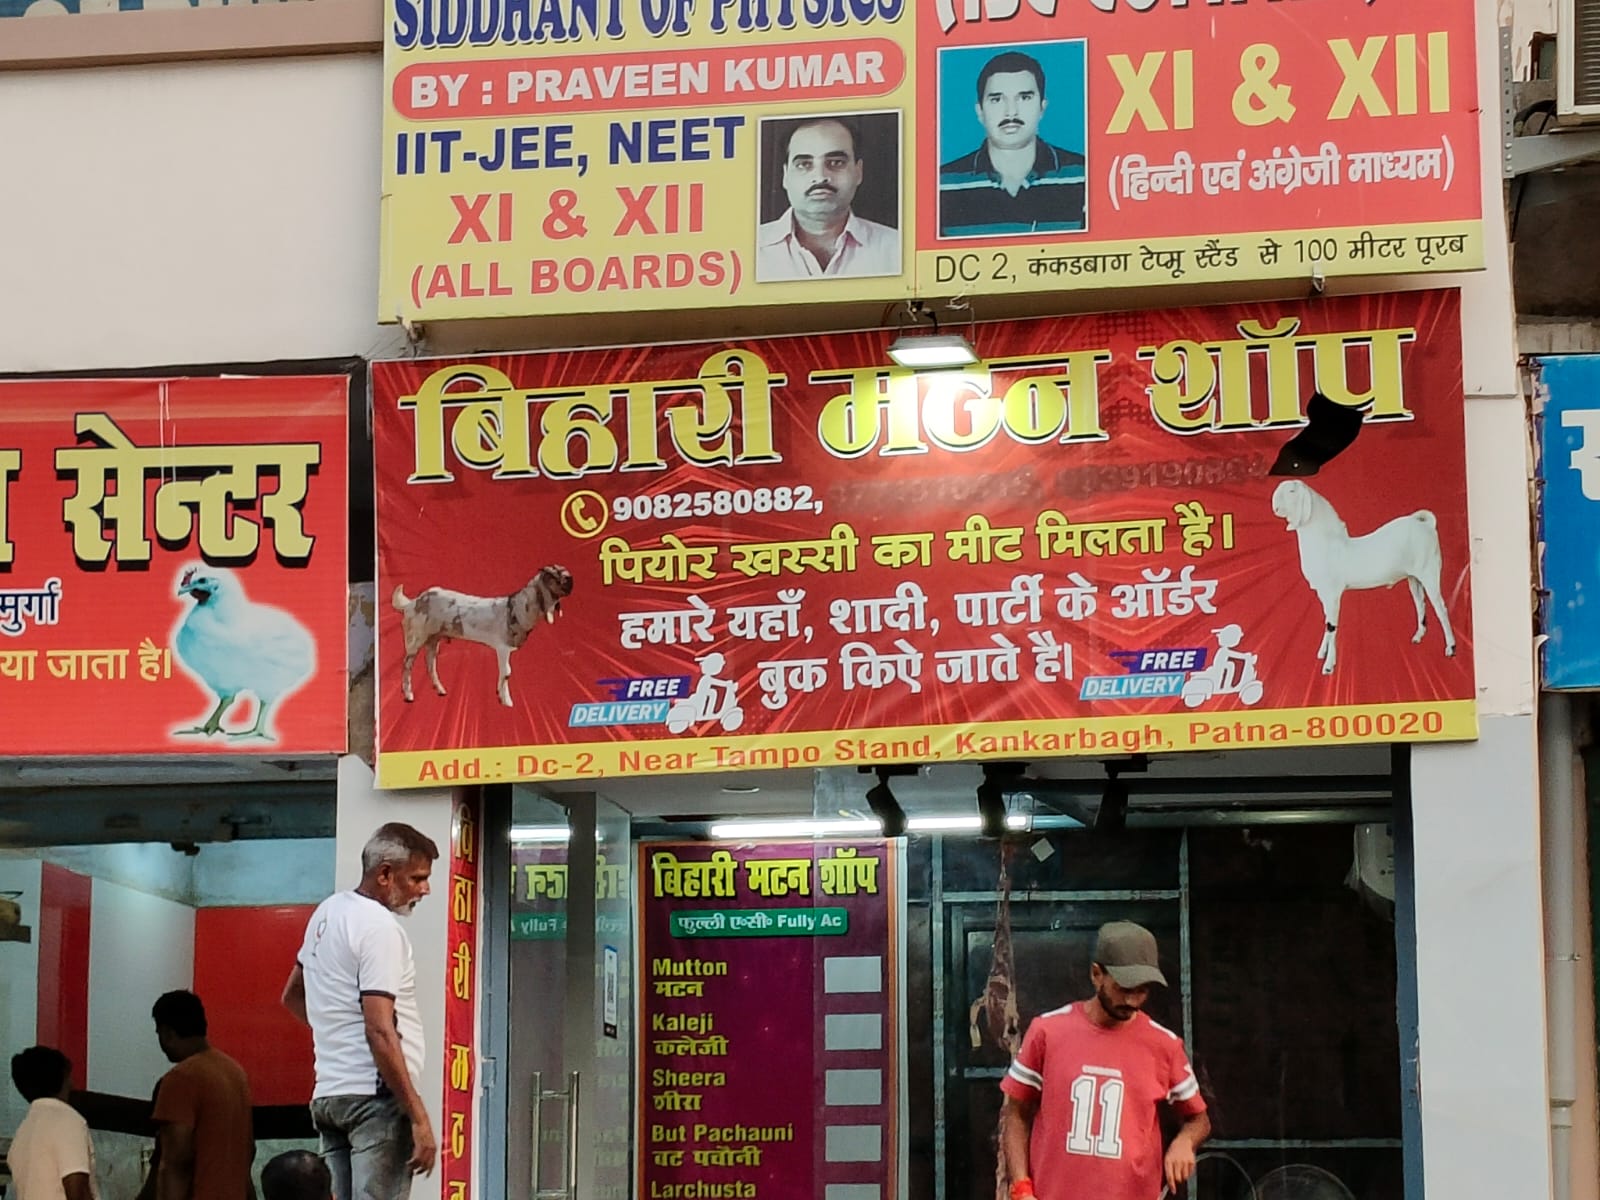 SIDDHANT OF PHYSICS
BY : PRAVEEN KUMAR
IIT-JEE, NEET
XI & XII
(ALL BOARDS)
XI & XII
(हिन्दी एवं अंग्रेजी माध्यम)
DC 2, कंकडबाग टेम्पू स्टैंड से 100 मीटर पूरब
सेन्टर
मुर्गा
जाता है।
बिहारी मटन शॉप
9082580882,
पियोर खस्सी का मीट मिलता है।
हमारे यहाँ, शादी, पार्टी के ऑर्डर
बुक किऐ जाते है।
FREE DELIVERY
FREE DELIVERY
Add.: Dc-2, Near Tampo Stand, Kankarbagh, Patna-800020
बिहारी मट
बिहारी मटन शॉप
फुल्ली ए०सी० Fully Ac
Mutton
मटन
Kaleji
कलेजी
Sheera
शीरा
But Pachauni
बट पचौनी
Larchusta
11